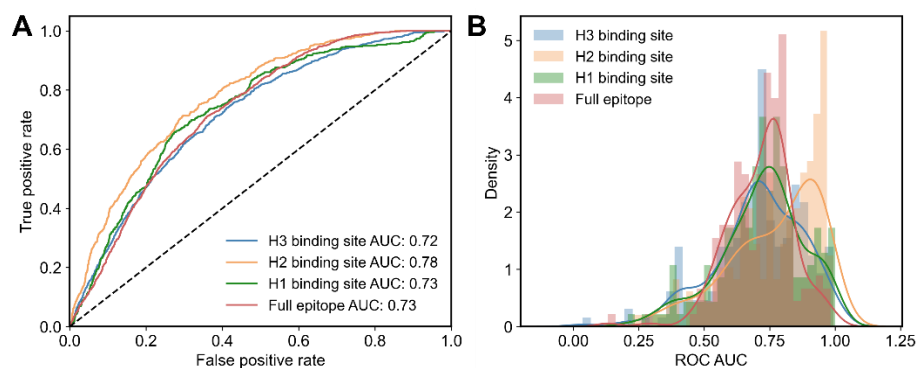 A
True positive rate
1.0
0.8
0.6
0.4
0.2
0.0
H3 binding site AUC: 0.72
H2 binding site AUC: 0.78
H1 binding site AUC: 0.73
Full epitope AUC: 0.73
0.0 0.2 0.4 0.6 0.8 1.0
False positive rate
B
Density
5
4
3
2
1
0
H3 binding site
H2 binding site
H1 binding site
Full epitope
0.00 0.25 0.50 0.75 1.00 1.25
ROC AUC